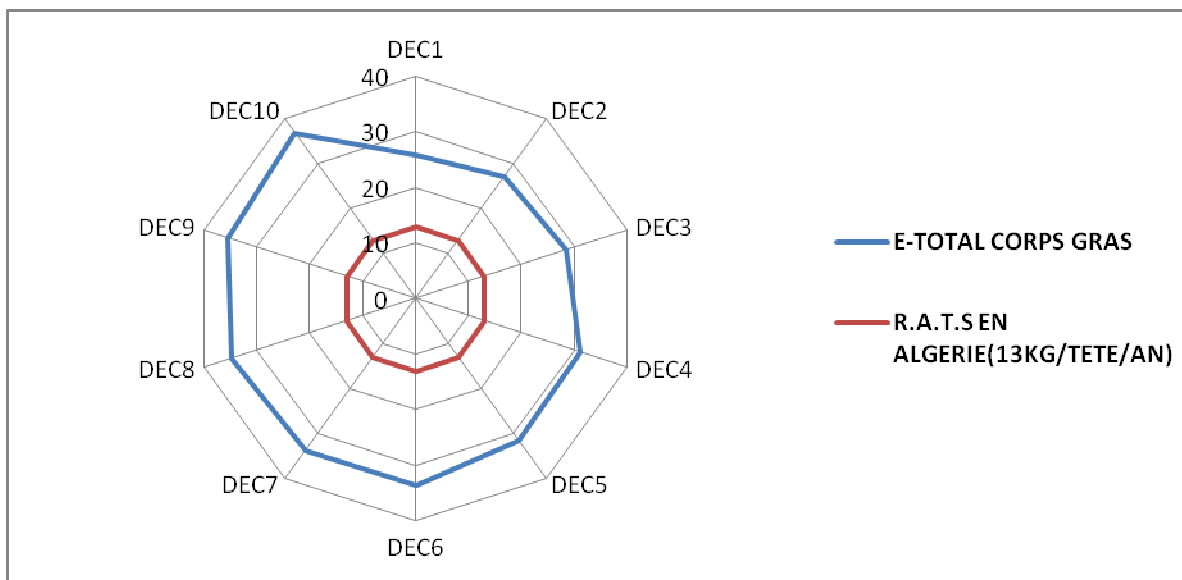 DEC1
40
DEC10
DEC2
30
20
DEC9
DEC3
10
0
E-TOTAL CORPS GRAS
R.A.T.S EN
ALGERIE(13KG/TETE/AN)
DEC8
DEC4
DEC7
DEC5
DEC6